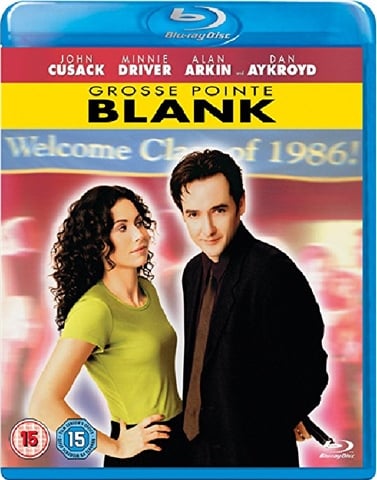 Blu-ray Disc
JOHN CUSACK MINNIE DRIVER ALAN ARKIN and DAN AYKROYD
GROSSE POINTE
BLANK
Welcome Cla of 1986!
15 15
Blu-ray Disc